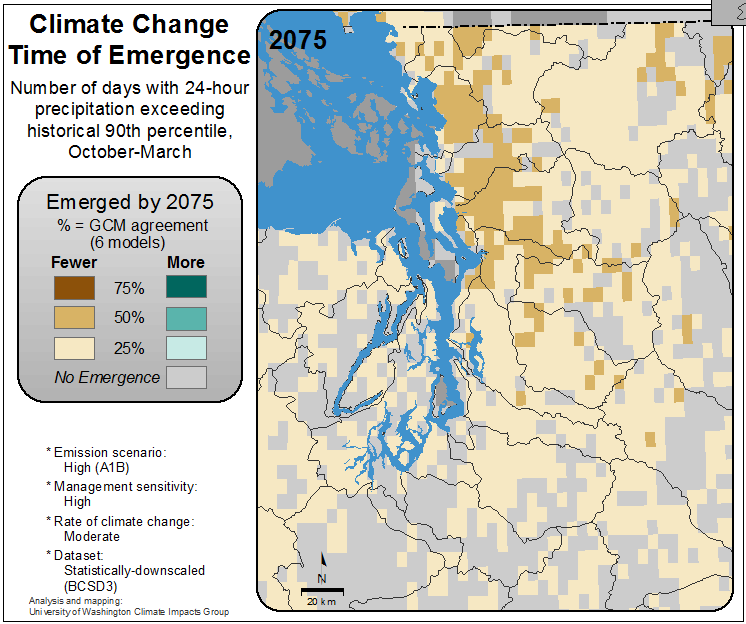 Climate Change
Time of Emergence
Number of days with 24-hour
precipitation exceeding
historical 90th percentile,
October-March
Emerged by 2075
% = GCM agreement
(6 models)
Fewer More
75%
50%
25%
No Emergence
* Emission scenario:
High (A1B)
* Management sensitivity:
High
* Rate of climate change:
Moderate
* Dataset:
Statistically-downscaled
(BCSD3)
Analysis and mapping:
University of Washington Climate Impacts Group
2075
N
20 km